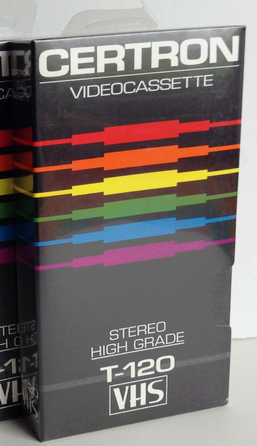 CERTRON
VIDEOCASSETTE
STEREO
HIGH GRADE
T-120
VHS